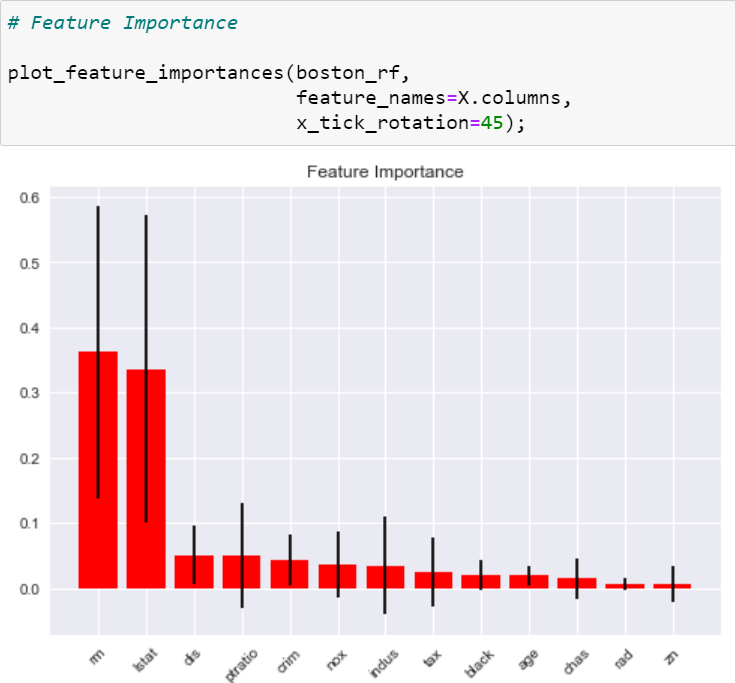 # Feature Importance
plot_feature_importances(boston_rf,
feature_names=X.columns,
x_tick_rotation=45);
Feature Importance
0.6
0.5
0.4
0.3
0.2
0.1
0.0
rm lstat dis ptratio crim nox indus tax black age chas rad zn